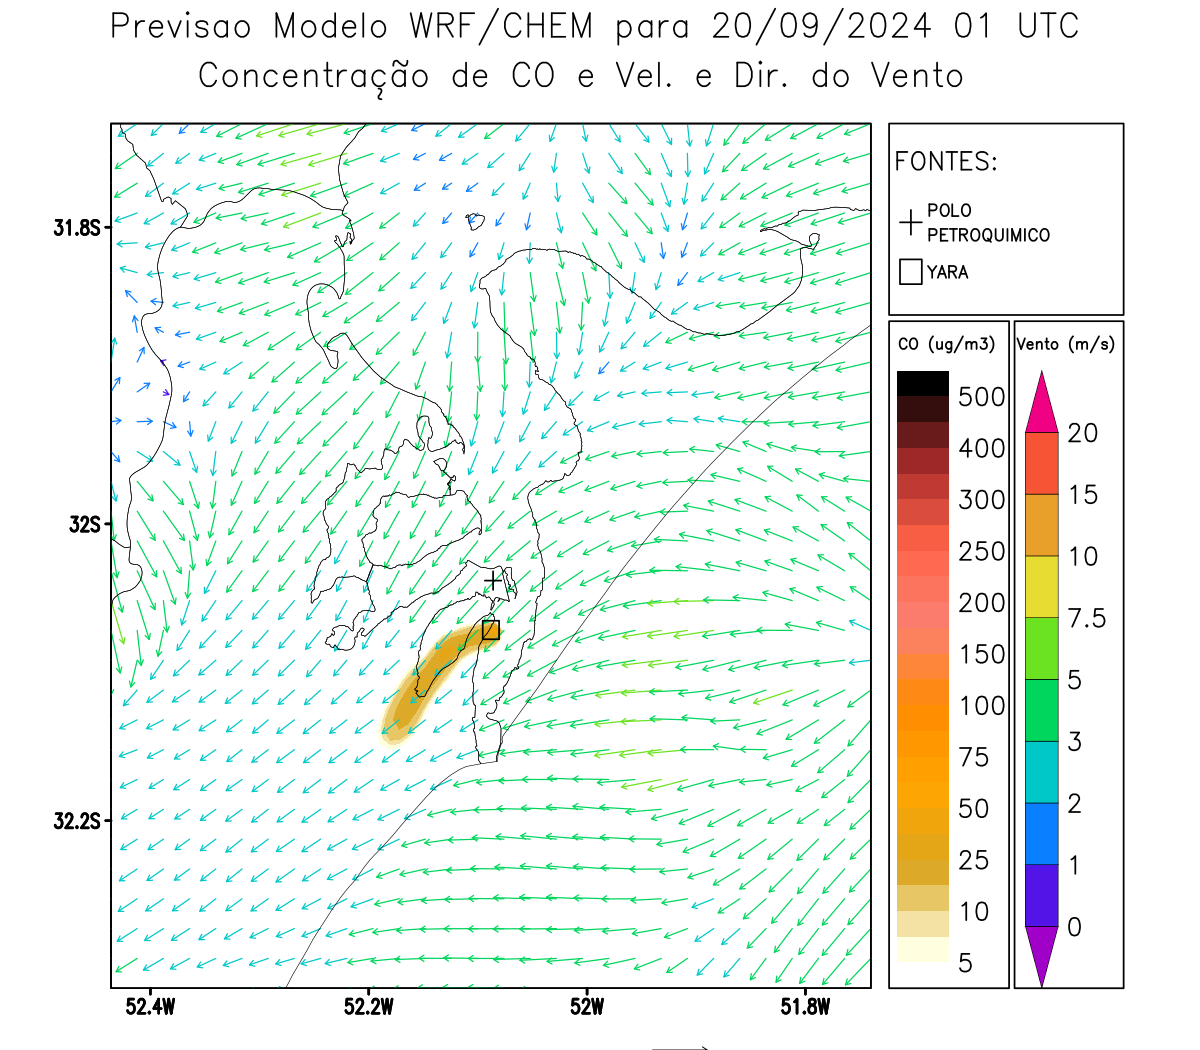 Previsao Modelo WRF/CHEM para 20/09/2024 01 UTC
Concentração de CO e Vel. e Dir. do Vento
FONTES:
POLO
PETROQUIMICO
YARA
CO (ug/m3)
500
400
300
250
200
150
100
75
50
25
10
5
Vento (m/s)
20
15
10
7.5
5
3
2
1
0
31.8S
32S
32.2S
52.4W
52.2W
52W
51.8W